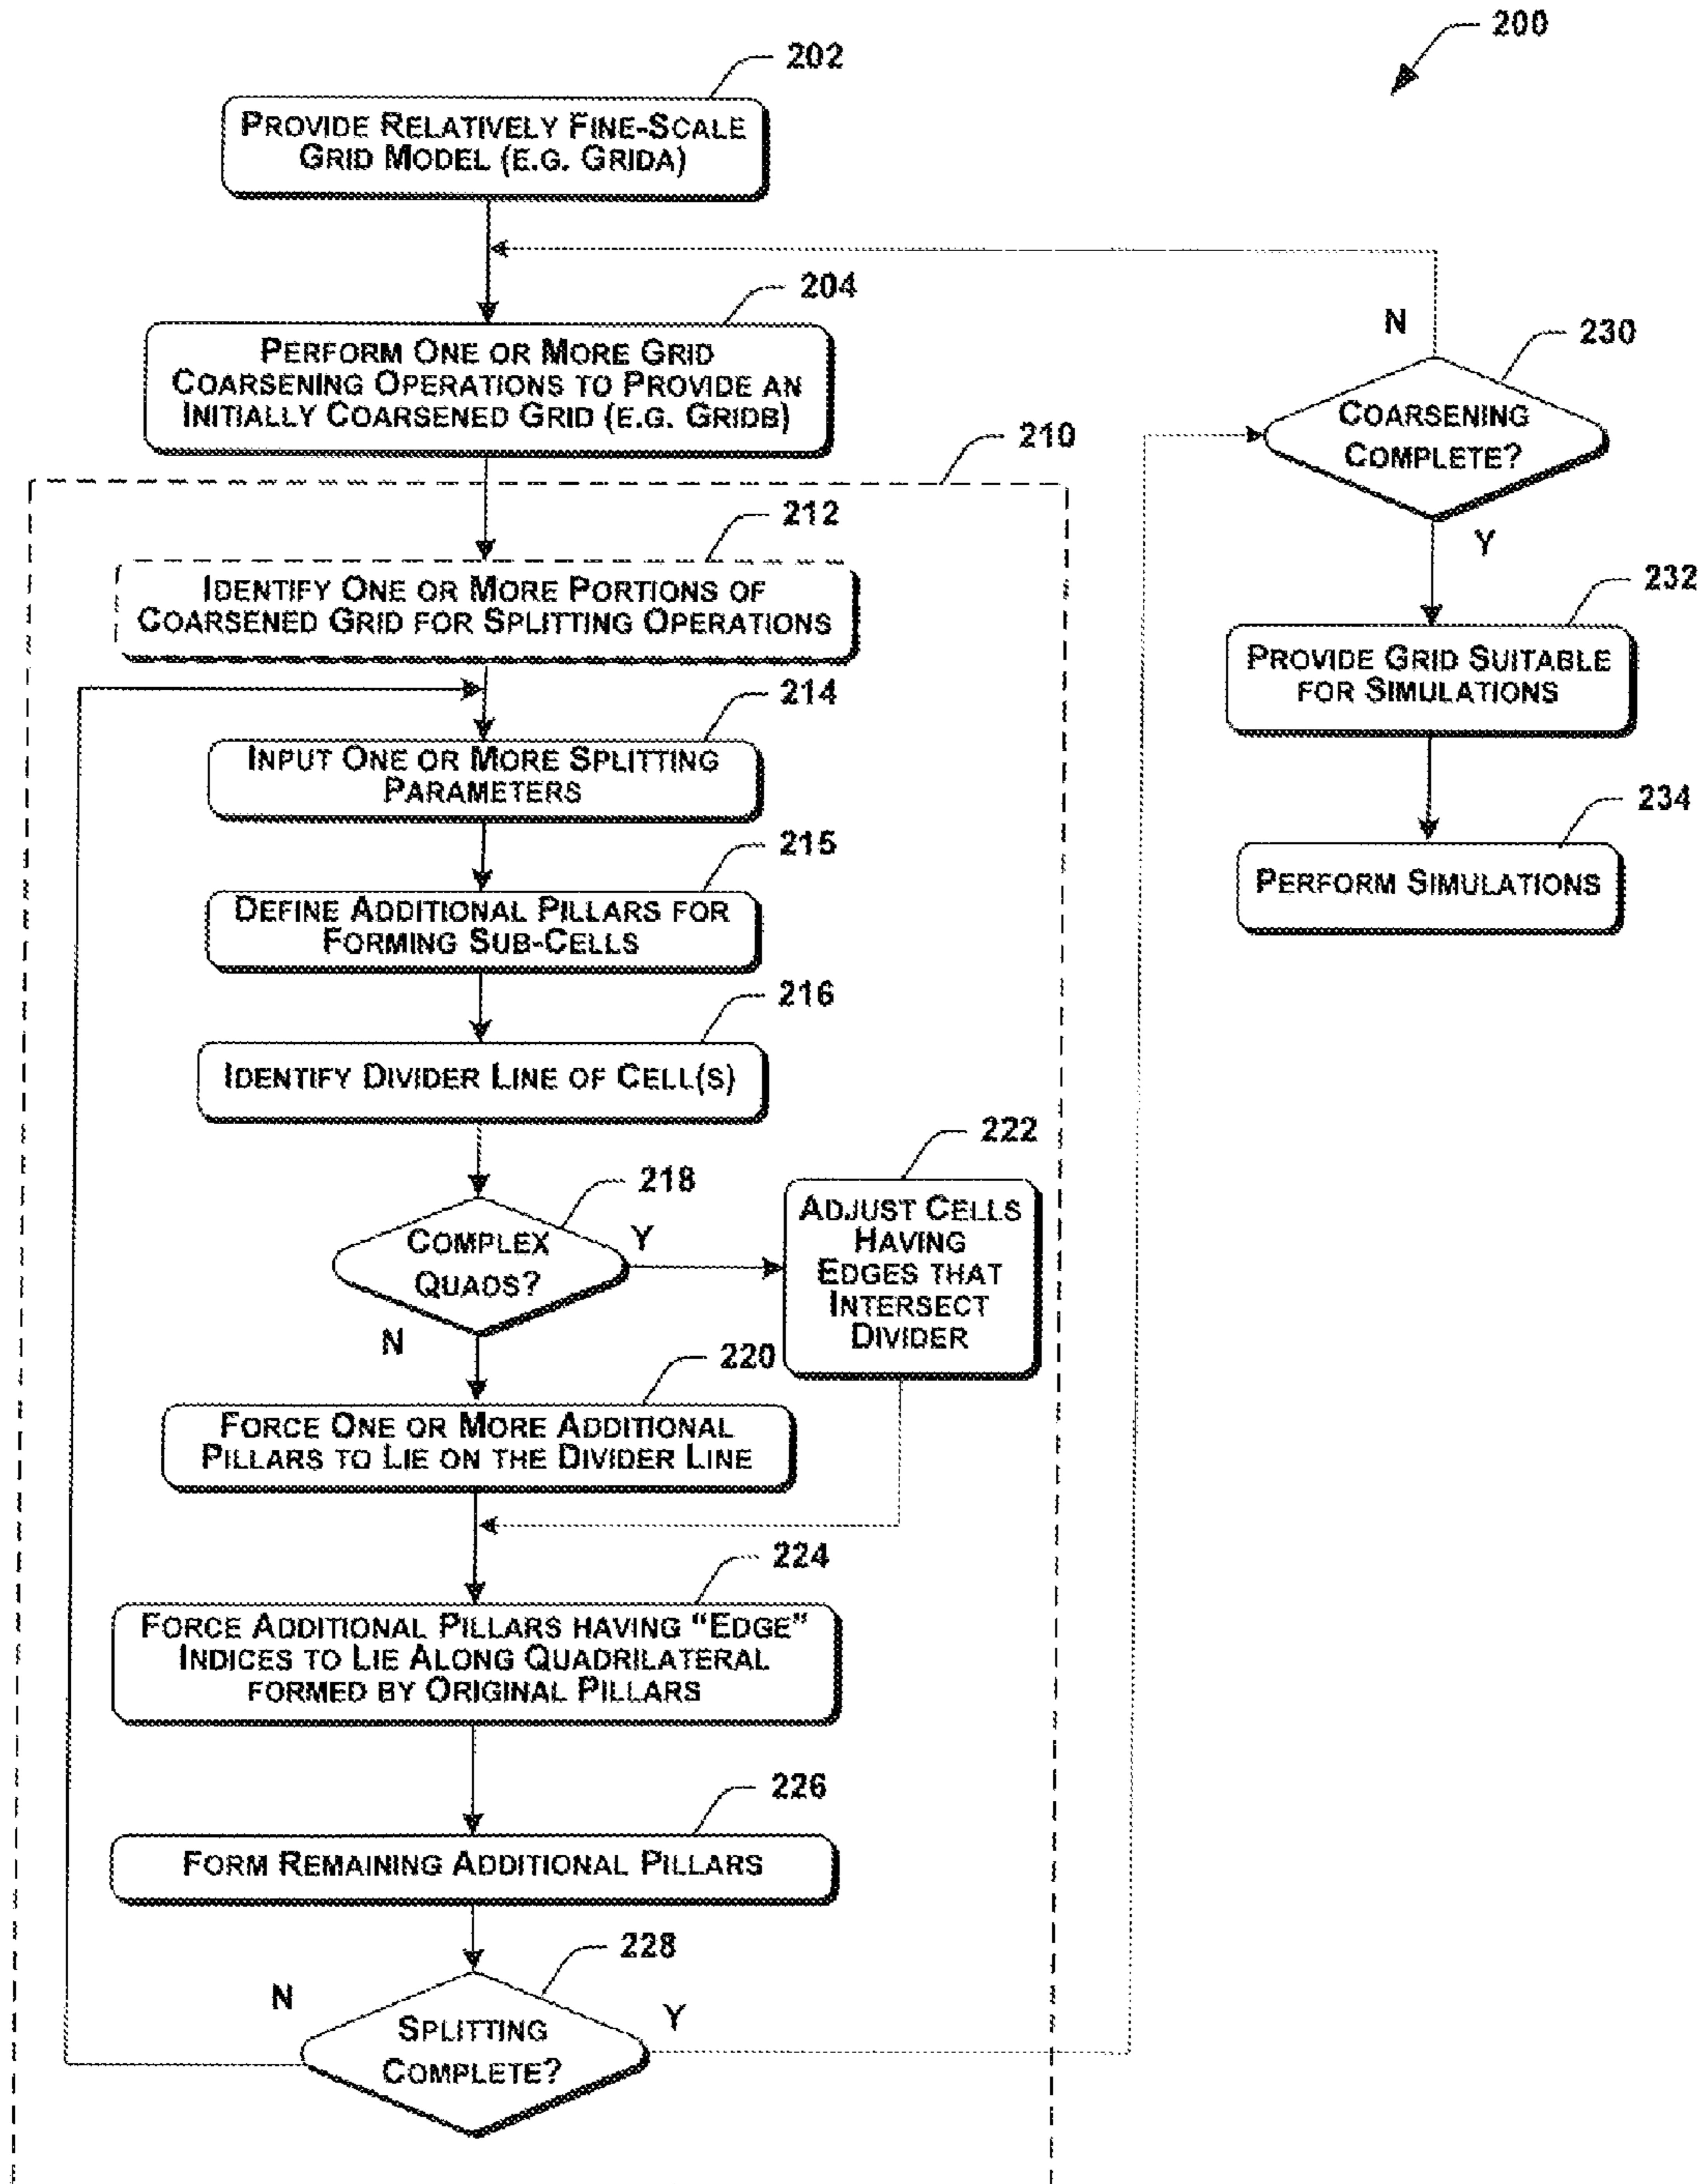 200
202
PROVIDE RELATIVELY FINE-SCALE
GRID MODEL (E.G. GRIDA)
204
PERFORM ONE OR MORE GRID
COARSENING OPERATIONS TO PROVIDE AN
INITIALLY COARSENED GRID (E.G. GRIDB)
N
230
COARSENING
COMPLETE?
Y
210
212
IDENTIFY ONE OR MORE PORTIONS OF
COARSENED GRID FOR SPLITTING OPERATIONS
232
PROVIDE GRID SUITABLE
FOR SIMULATIONS
214
INPUT ONE OR MORE SPLITTING
PARAMETERS
234
PERFORM SIMULATIONS
215
DEFINE ADDITIONAL PILLARS FOR
FORMING SUB-CELLS
216
IDENTIFY DIVIDER LINE OF CELL(S)
218
COMPLEX
QUADS?
Y
N
222
ADJUST CELLS
HAVING
EDGES THAT
INTERSECT
DIVIDER
220
FORCE ONE OR MORE ADDITIONAL
PILLARS TO LIE ON THE DIVIDER LINE
224
FORCE ADDITIONAL PILLARS HAVING "EDGE"
INDICES TO LIE ALONG QUADRILATERAL
FORMED BY ORIGINAL PILLARS
226
FORM REMAINING ADDITIONAL PILLARS
228
N
SPLITTING
COMPLETE?
Y